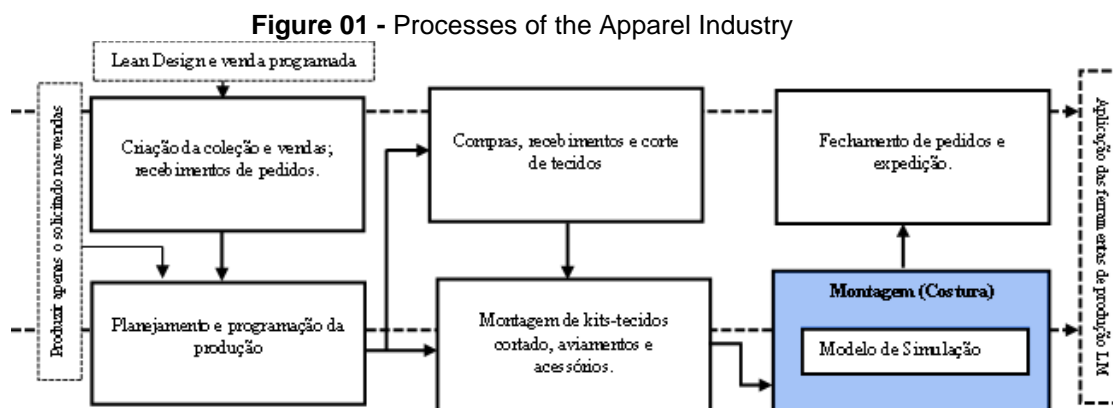 Figure 01 - Processes of the Apparel Industry
Lean Design e venda programada
Produzir apenas o solicitado nas vendas
Criação da coleção e vendas;
recebimentos de pedidos.
Compras, recebimentos e corte
de tecidos
Fechamento de pedidos e
expedição.
Aplicação das ferramentas de produção LM
Planejamento e programação da
produção
Montagem de kits-tecidos
cortado, aviamentos e
acessórios.
Montagem (Costura)
Modelo de Simulação